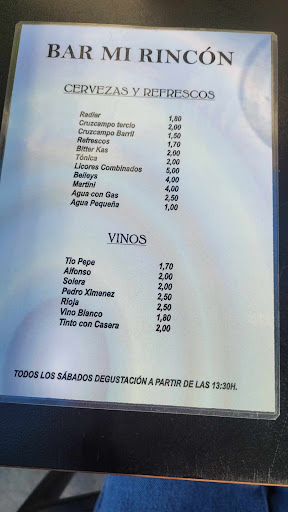 BAR MI RINCÓN
CERVEZAS Y REFRESCOS
Radler 1,80
Cruzcampo tercio 2,00
Cruzcampo Barril 1,50
Refrescos 1,70
Bitter Kas 2,00
Tónica 2,00
Licores Combinados 5,00
Beileys 4,00
Martini 4,00
Agua con Gas 2,50
Agua Pequeña 1,00
VINOS
Tío Pepe 1,70
Alfonso 2,00
Solera 2,00
Pedro Ximenez 2,50
Rioja 2,50
Vino Blanco 1,80
Tinto con Casera 2,00
TODOS LOS SÁBADOS DEGUSTACIÓN A PARTIR DE LAS 13:30H.